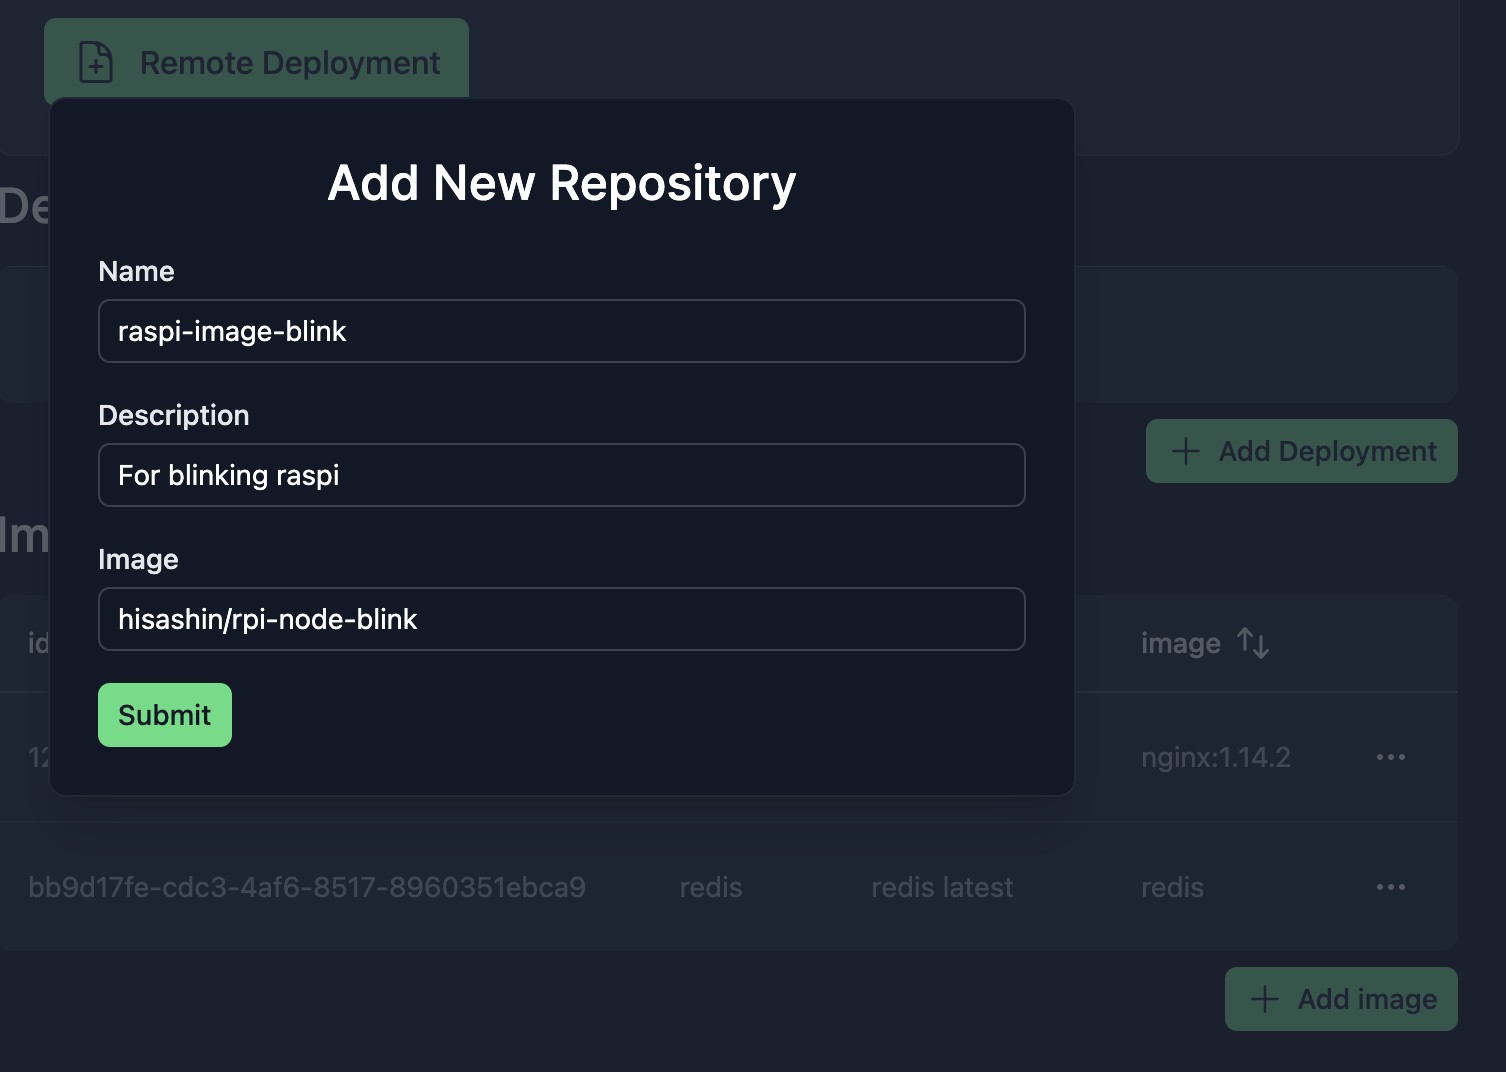 Remote Deployment
Add New Repository
Name
raspi-image-blink
Description
For blinking raspi
Add Deployment
Image
hisashin/rpi-node-blink
id
image
Submit
12
nginx:1.14.2
bb9d17fe-cdc3-4af6-8517-8960351ebca9 redis redis latest redis
Add image